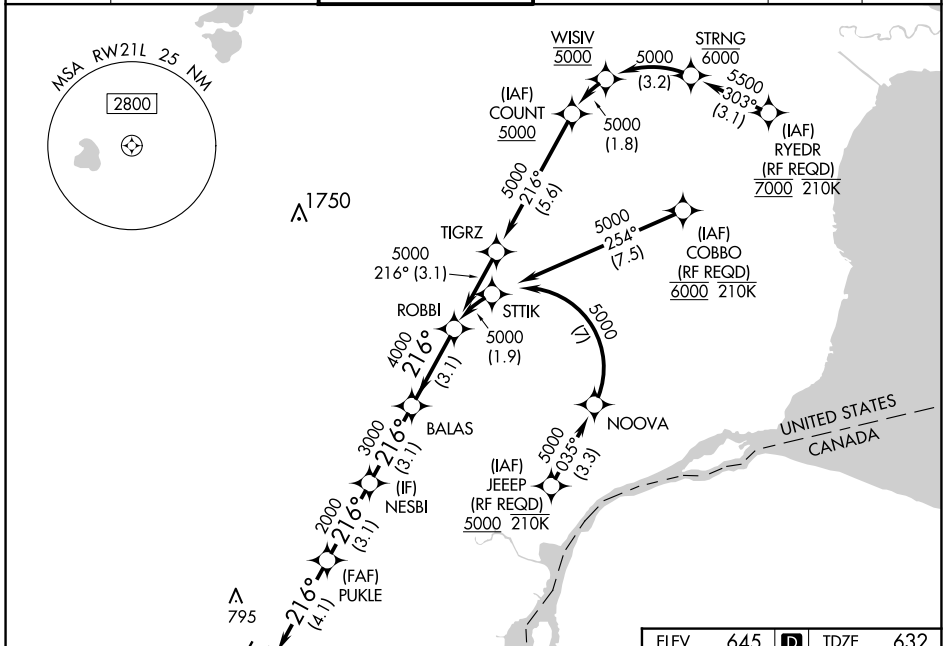 MSA RW21L 25 NM
2800
1750
WISIV
5000
5000
(3.2)
STRNG
6000
5500
303°
(3.1)
(IAF)
RYEDR
(RF REQD)
7000 210K
(IAF)
COUNT
5000
5000
(1.8)
5000
216°
(5.6)
TIGRZ
5000
254°
(7.5)
(IAF)
COBBO
(RF REQD)
6000 210K
5000
216° (3.1)
ROBBI
STTIK
5000
(1.9)
5000
(7)
4000
216°
(3.1)
BALAS
NOOVA
UNITED STATES
CANADA
3000
216°
(3.1)
(IF)
NESBI
5000
035°
(3.3)
(IAF)
JEEEP
(RF REQD)
5000 210K
2000
216°
(3.1)
(FAF)
PUKLE
216°
(4.1)
795
ELEV 645 D TDZE 632